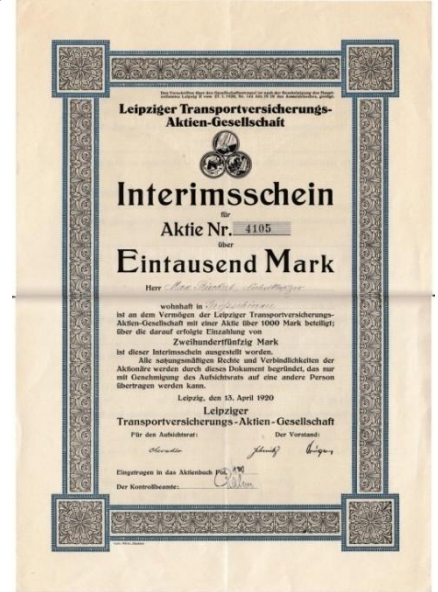 Leipziger Transportversicherungs-
Aktien-Gesellschaft
Interimsschein
für
Aktie Nr. 4105
über
Eintausend Mark
Herr Max
wohnhaft in
ist an dem Vermögen der Leipziger Transportversicherungs-
Aktien-Gesellschaft mit einer Aktie über 1000 Mark beteiligt;
über die darauf erfolgte Einzahlung von
Zweihundertfünfzig Mark
ist dieser Interimsschein ausgestellt worden.
Alle satzungsmäßigen Rechte und Verbindlichkeiten der
Aktionäre werden durch dieses Dokument begründet, das nur
mit Genehmigung des Aufsichtsrats auf eine andere Person
übertragen werden kann.
Leipzig, den 13. April 1920
Leipziger
Transportversicherungs-Aktien-Gesellschaft
Für den Aufsichtsrat: Der Vorstand:
Eingetragen in das Aktienbuch Fol.
Der Kontrollbeamte: